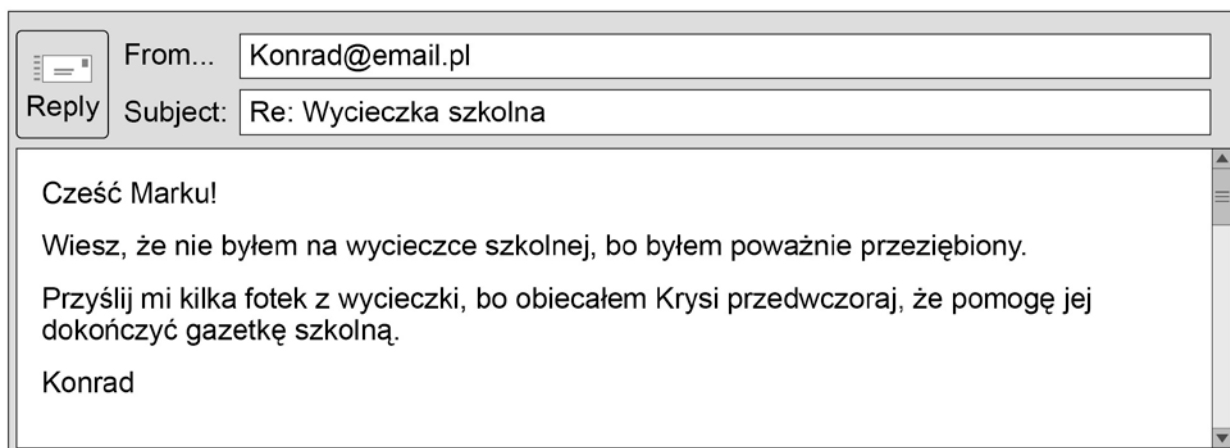 From... Konrad@email.pl
Reply
Subject: Re: Wycieczka szkolna
Cześć Marku!
Wiesz, że nie byłem na wycieczce szkolnej, bo byłem poważnie przeziębiony.
Przyślij mi kilka fotek z wycieczki, bo obiecałem Krysi przedwczoraj, że pomogę jej
dokończyć gazetkę szkolną.
Konrad